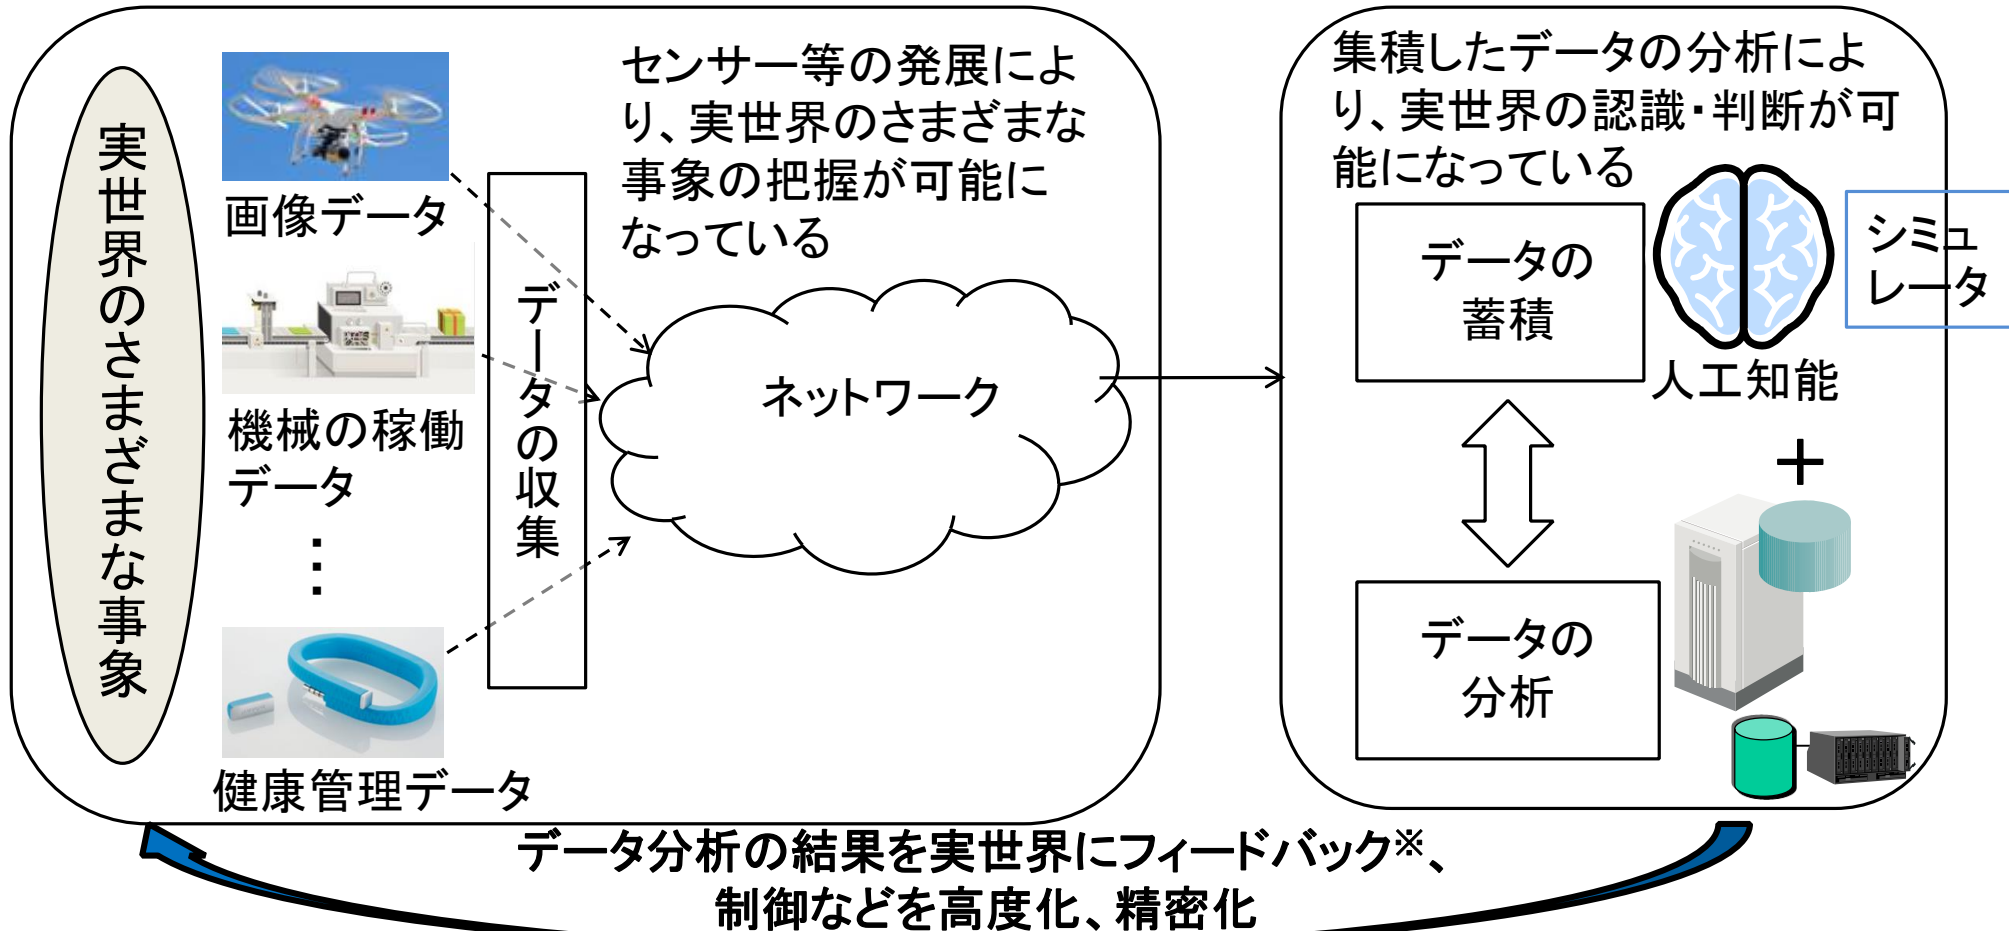 実世界のさまざまな事象
画像データ
機械の稼働
データ
⋮
健康管理データ
データの収集
センサー等の発展によ
り、実世界のさまざまな
事象の把握が可能に
なっている
ネットワーク
集積したデータの分析によ
り、実世界の認識・判断が可
能になっている
データの
蓄積
人工知能
シミュ
レータ
＋
データの
分析
データ分析の結果を実世界にフィードバック※、
制御などを高度化、精密化